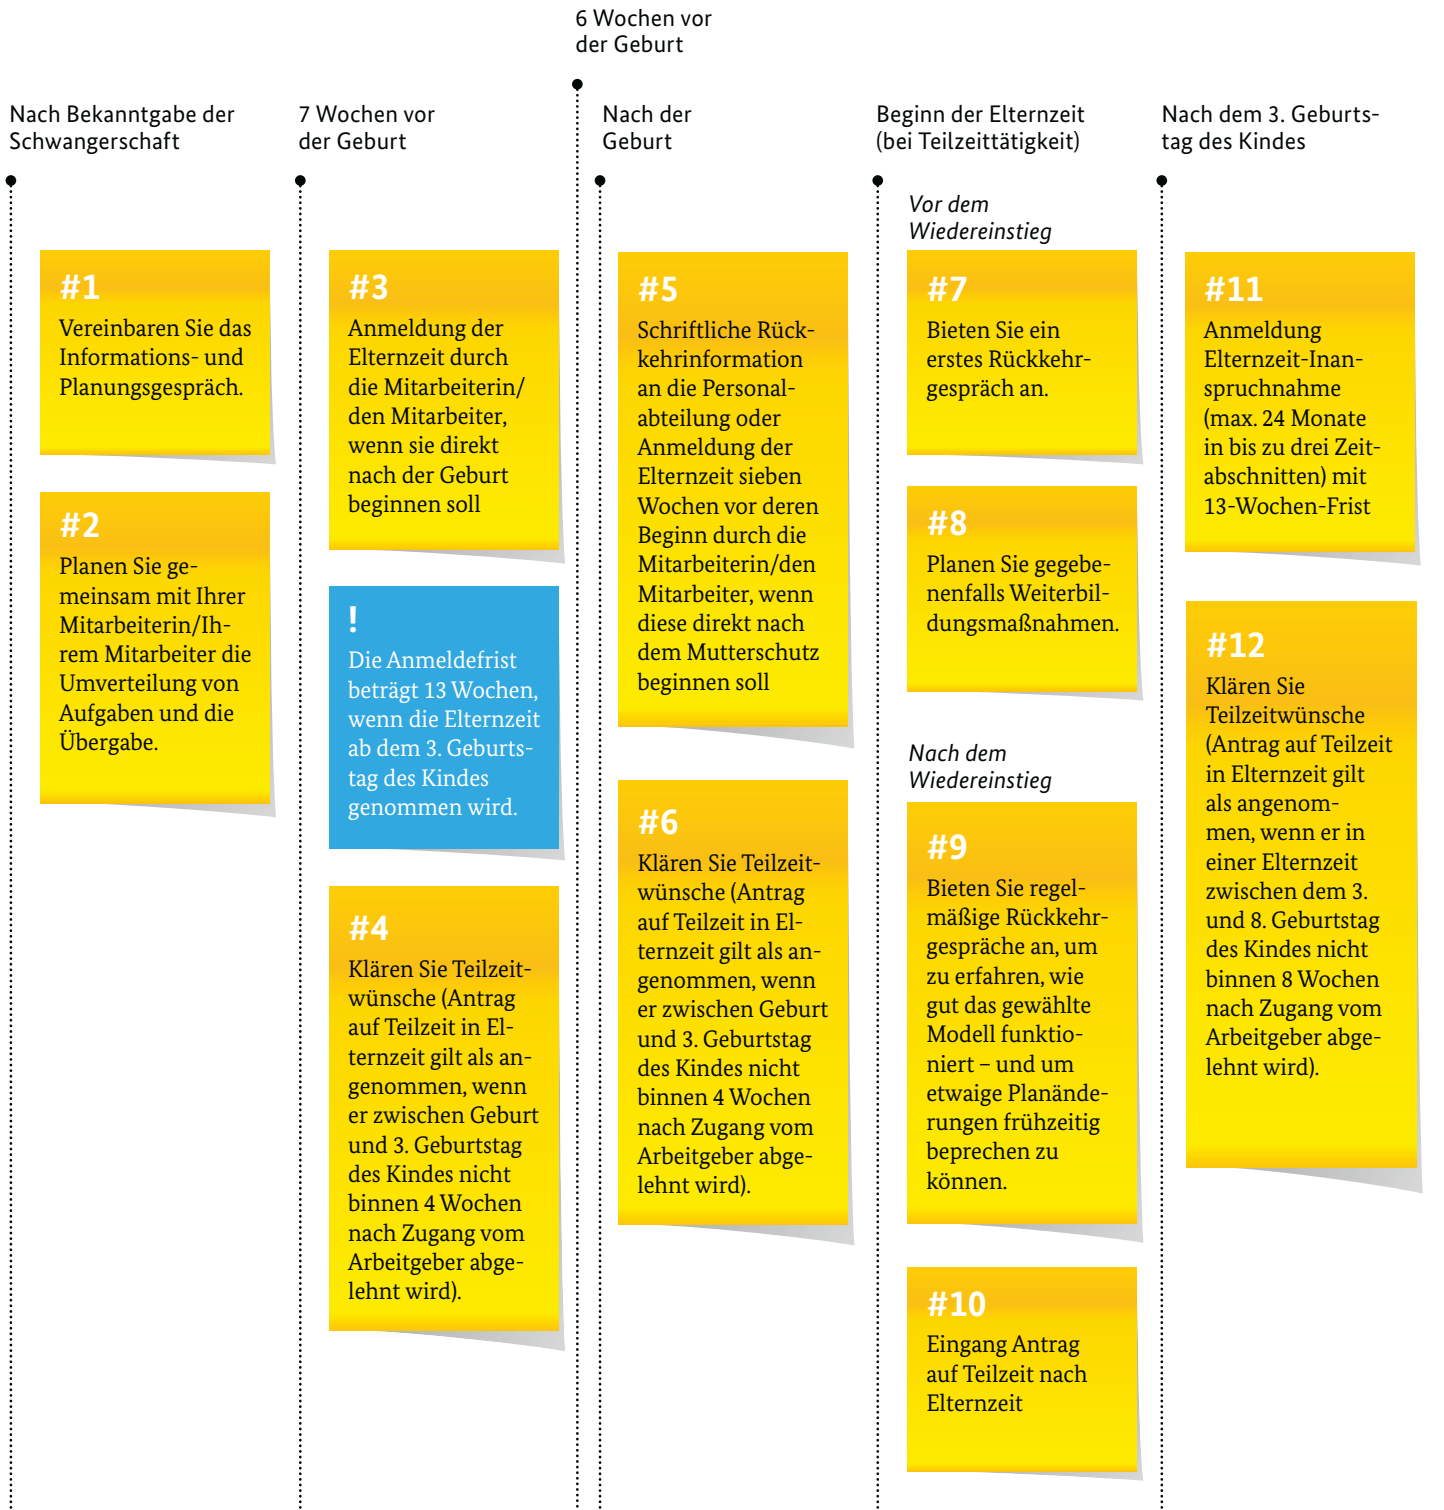 6 Wochen vor
der Geburt
Nach Bekanntgabe der
Schwangerschaft
7 Wochen vor
der Geburt
Nach der
Geburt
Beginn der Elternzeit
(bei Teilzeittätigkeit)
Nach dem 3. Geburts-
tag des Kindes
#1
Vereinbaren Sie das
Informations- und
Planungsgespräch.
#2
Planen Sie ge-
meinsam mit Ihrer
Mitarbeiterin/Ih-
rem Mitarbeiter die
Umverteilung von
Aufgaben und die
Übergabe.
#3
Anmeldung der
Elternzeit durch
die Mitarbeiterin/
den Mitarbeiter,
wenn sie direkt
nach der Geburt
beginnen soll
!
Die Anmeldefrist
beträgt 13 Wochen,
wenn die Elternzeit
ab dem 3. Geburts-
tag des Kindes
genommen wird.
#4
Klären Sie Teilzeit-
wünsche (Antrag
auf Teilzeit in El-
ternzeit gilt als an-
genommen, wenn
er zwischen Geburt
und 3. Geburtstag
des Kindes nicht
binnen 4 Wochen
nach Zugang vom
Arbeitgeber abge-
lehnt wird).
#5
Schriftliche Rück-
kehrinformation
an die Personal-
abteilung oder
Anmeldung der
Elternzeit sieben
Wochen vor deren
Beginn durch die
Mitarbeiterin/den
Mitarbeiter, wenn
diese direkt nach
dem Mutterschutz
beginnen soll
#6
Klären Sie Teilzeit-
wünsche (Antrag
auf Teilzeit in El-
ternzeit gilt als an-
genommen, wenn
er zwischen Geburt
und 3. Geburtstag
des Kindes nicht
binnen 4 Wochen
nach Zugang vom
Arbeitgeber abge-
lehnt wird).
Vor dem
Wiedereinstieg
#7
Bieten Sie ein
erstes Rückkehr-
gespräch an.
#8
Planen Sie gegebe-
nenfalls Weiterbil-
dungsmaßnahmen.
Nach dem
Wiedereinstieg
#9
Bieten Sie regel-
mäßige Rückkehr-
gespräche an, um
zu erfahren, wie
gut das gewählte
Modell funktio-
niert – und um
etwaige Planände-
rungen frühzeitig
beprechen zu
können.
#10
Eingang Antrag
auf Teilzeit nach
Elternzeit
#11
Anmeldung
Elternzeit-Inan-
spruchnahme
(max. 24 Monate
in bis zu drei Zeit-
abschnitten) mit
13-Wochen-Frist
#12
Klären Sie
Teilzeitwünsche
(Antrag auf Teilzeit
in Elternzeit gilt
als angenom-
men, wenn er in
einer Elternzeit
zwischen dem 3.
und 8. Geburtstag
des Kindes nicht
binnen 8 Wochen
nach Zugang vom
Arbeitgeber abge-
lehnt wird).